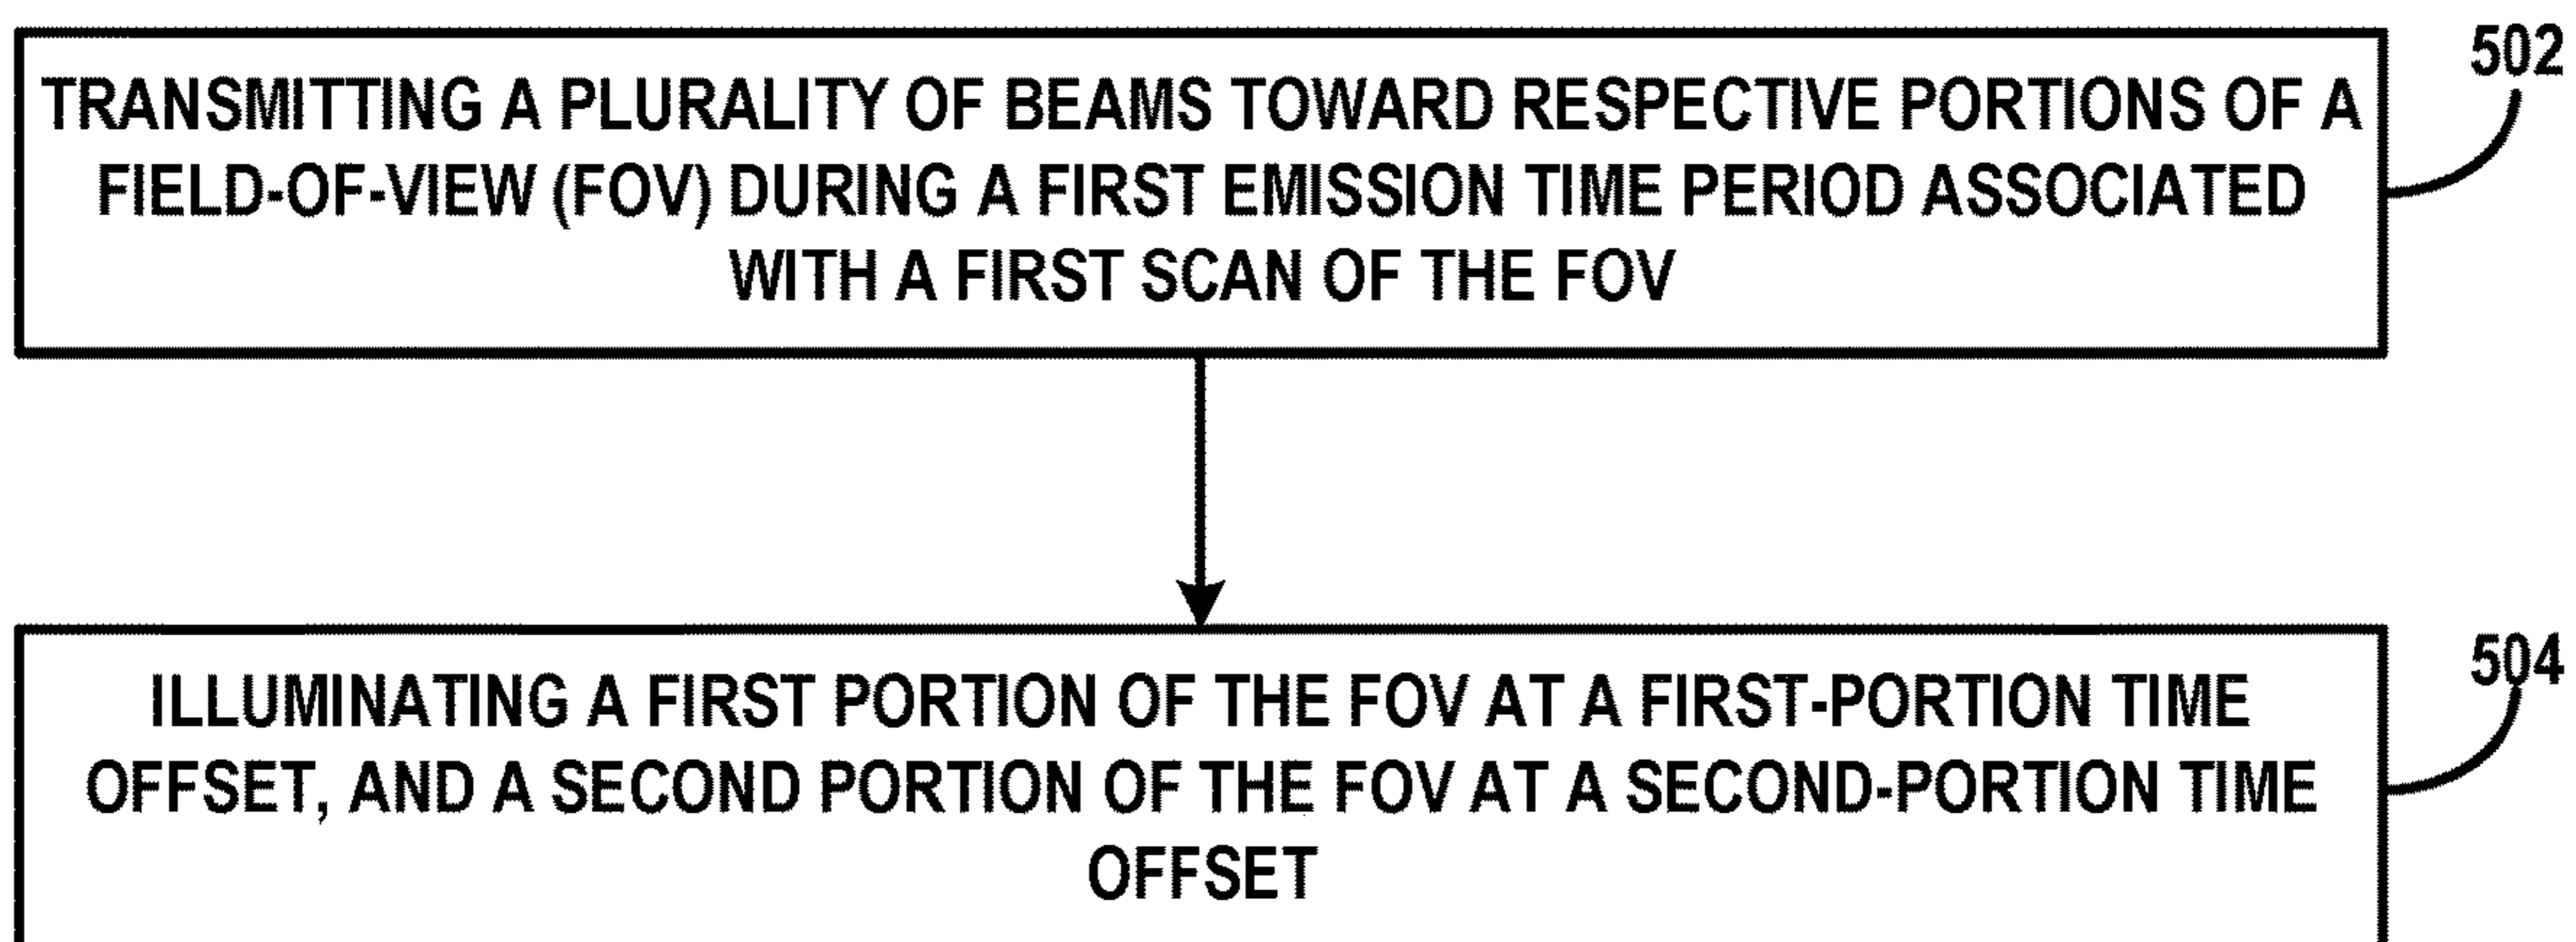 502
TRANSMITTING A PLURALITY OF BEAMS TOWARD RESPECTIVE PORTIONS OF A
FIELD-OF-VIEW (FOV) DURING A FIRST EMISSION TIME PERIOD ASSOCIATED
WITH A FIRST SCAN OF THE FOV
504
ILLUMINATING A FIRST PORTION OF THE FOV AT A FIRST-PORTION TIME
OFFSET, AND A SECOND PORTION OF THE FOV AT A SECOND-PORTION TIME
OFFSET